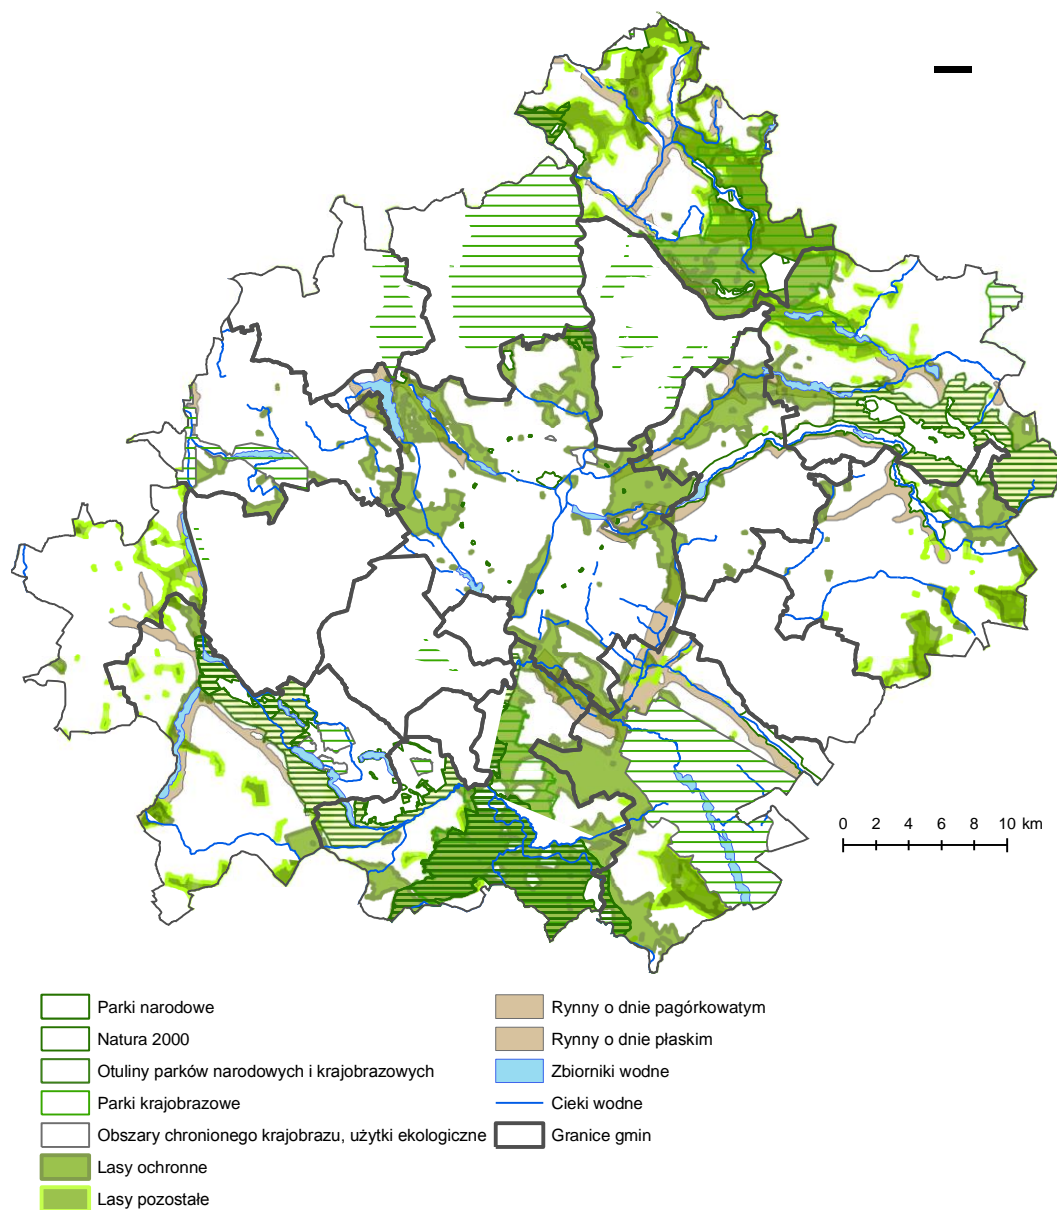 0 2 4 6 8 10 km
Parki narodowe
Natura 2000
Otuliny parków narodowych i krajobrazowych
Parki krajobrazowe
Obszary chronionego krajobrazu, użytki ekologiczne
Lasy ochronne
Lasy pozostałe
Rynny o dnie pagórkowatym
Rynny o dnie płaskim
Zbiorniki wodne
Cieki wodne
Granice gmin